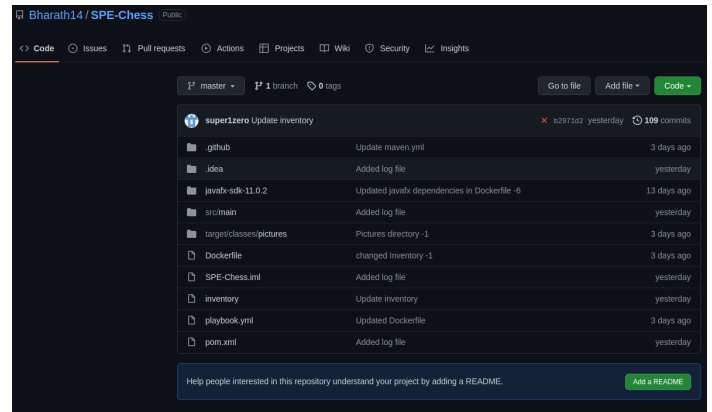 Bharath14 / SPE-Chess Public
Code Issues Pull requests Actions Projects Wiki Security Insights
master 1 branch 0 tags Go to file Add file Code
super1zero Update inventory b2971d2 yesterday 109 commits
.github Update maven.yml 3 days ago
.idea Added log file yesterday
javafx-sdk-11.0.2 Updated javafx dependencies in Dockerfile -6 13 days ago
src/main Added log file yesterday
target/classes/pictures Pictures directory -1 3 days ago
Dockerfile changed Inventory -1 3 days ago
SPE-Chess.iml Added log file yesterday
inventory Update inventory yesterday
playbook.yml Updated Dockerfile 3 days ago
pom.xml Added log file yesterday
Help people interested in this repository understand your project by adding a README. Add a README